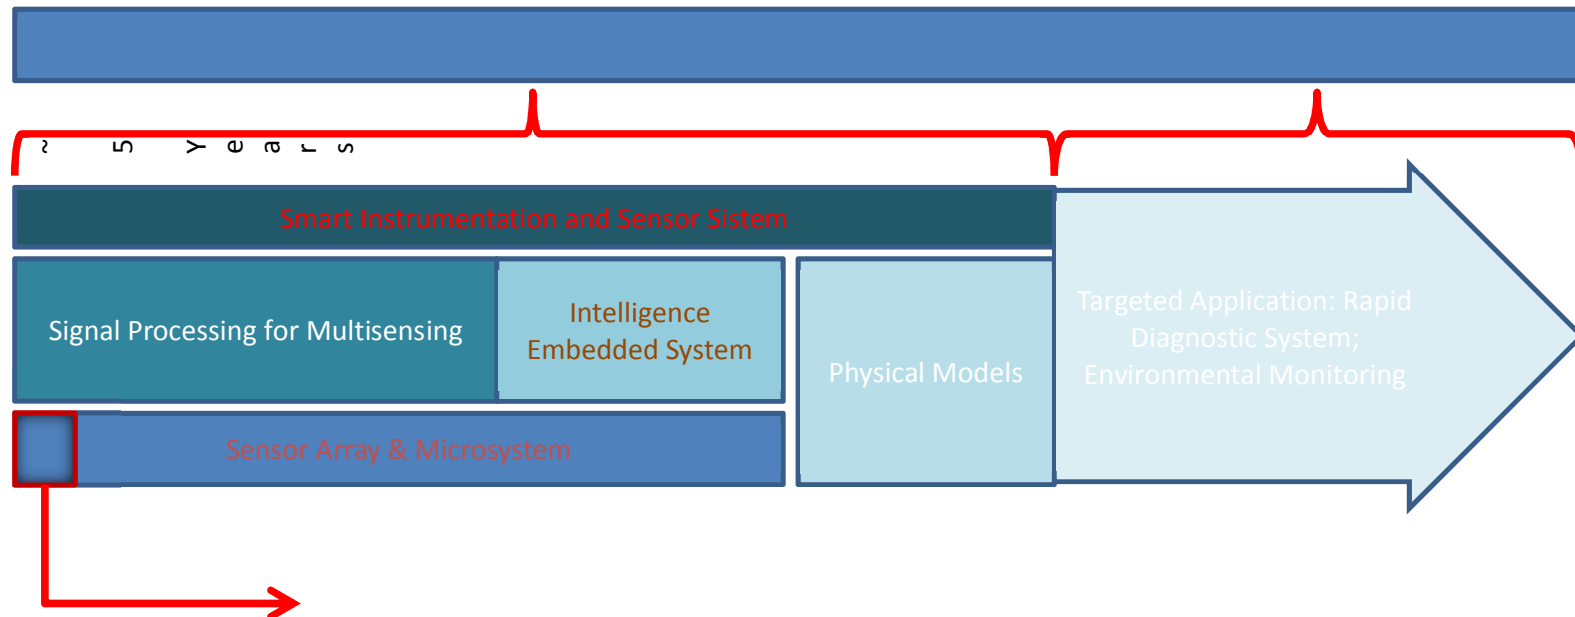 ~ 5 Years
Smart Instrumentation and Sensor Sistem
Signal Processing for Multisensing
Intelligence
Embedded System
Physical Models
Targeted Application: Rapid
Diagnostic System;
Environmental Monitoring
Sensor Array & Microsystem